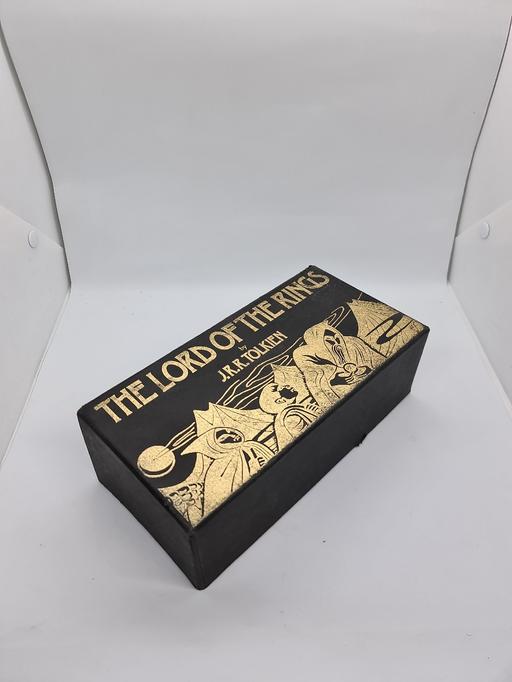 THE LORD OF THE RINGS
by
J.R.R. TOLKIEN